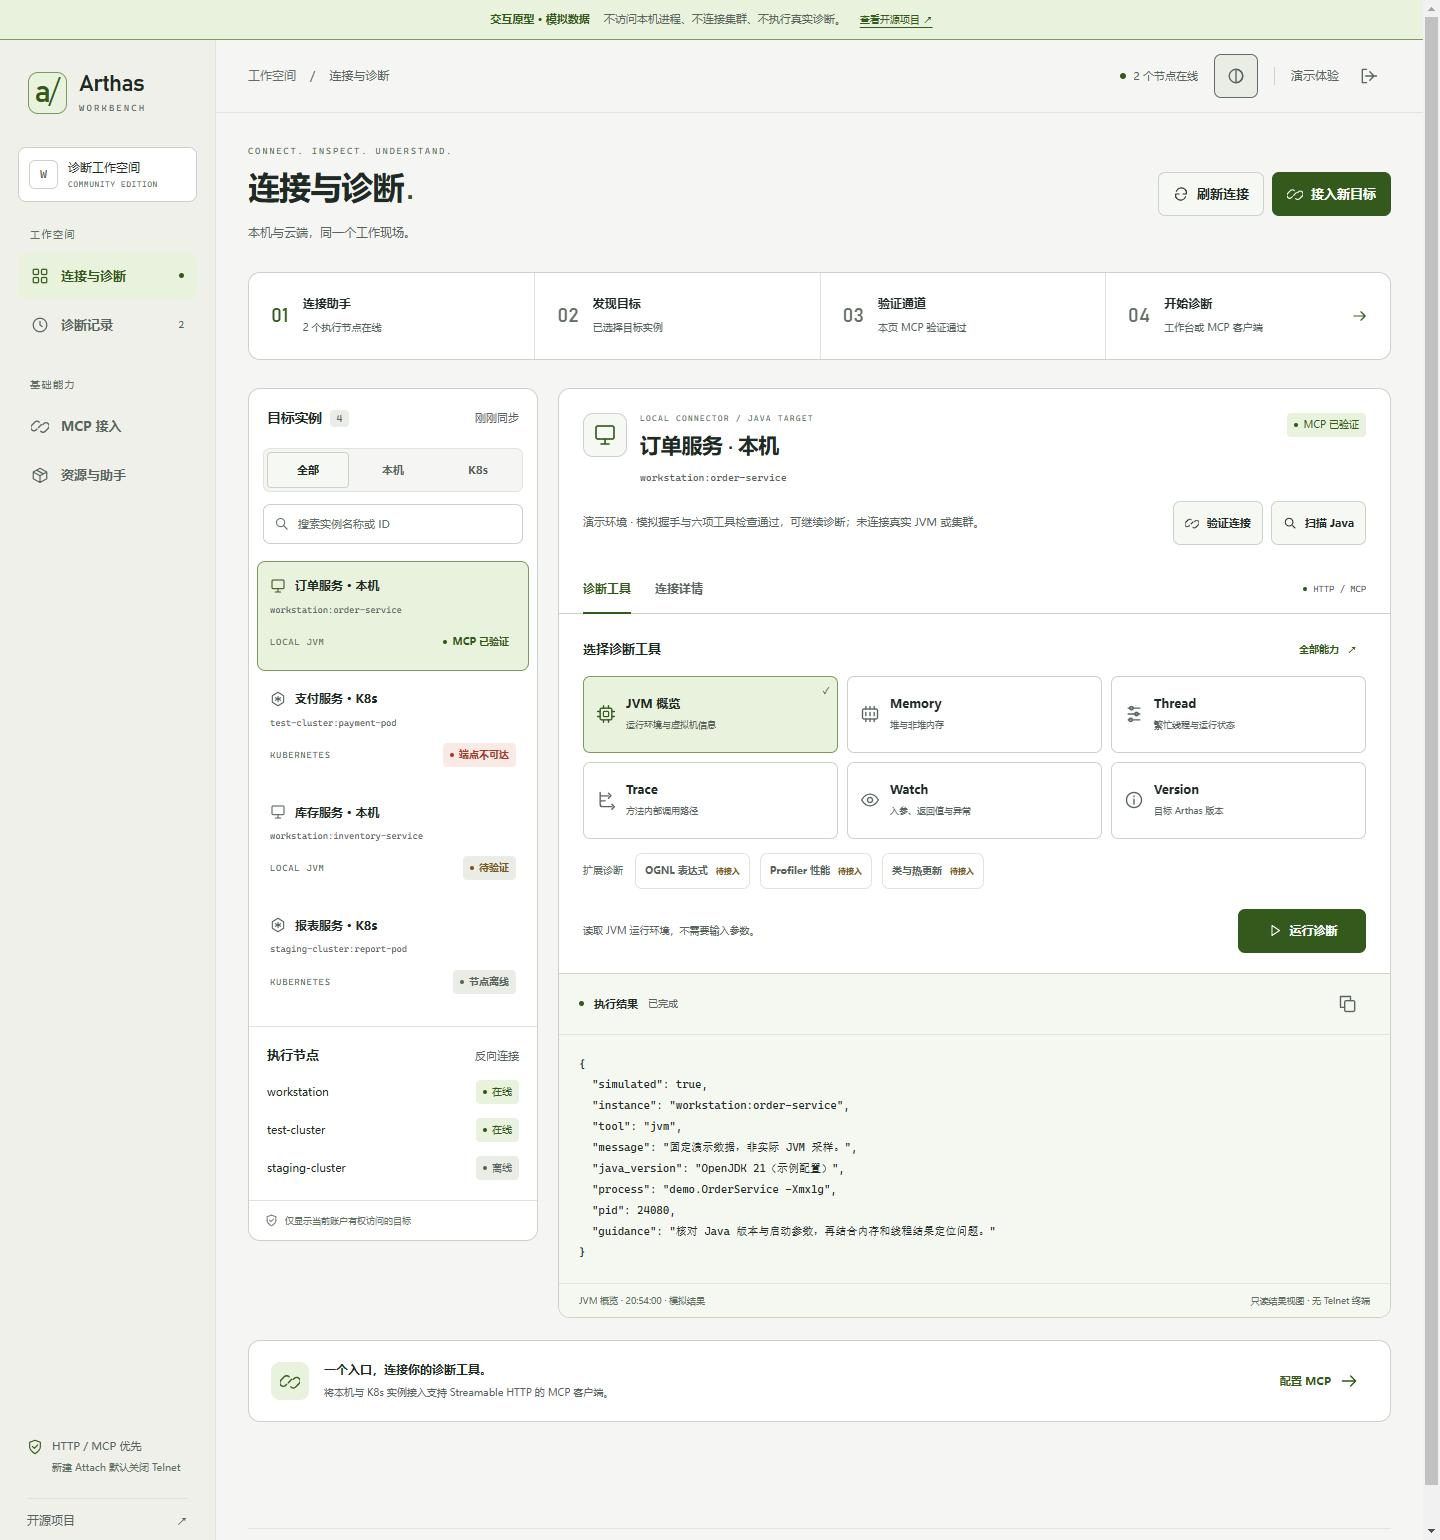 交互原型 • 模拟数据 不访问本机进程、不连接集群、不执行真实诊断。 查看开源项目 ↗
a/ Arthas
WORKBENCH
W 诊断工作空间
COMMUNITY EDITION
工作空间
连接与诊断
诊断记录 2
基础能力
MCP 接入
资源与助手
HTTP / MCP 优先
新建 Attach 默认关闭 Telnet
开源项目 ↗
工作空间 / 连接与诊断
2 个节点在线
演示体验
CONNECT. INSPECT. UNDERSTAND.
连接与诊断.
本机与云端，同一个工作现场。
刷新连接
接入新目标
01 连接助手
2 个执行节点在线
02 发现目标
已选择目标实例
03 验证通道
本页 MCP 验证通过
04 开始诊断
工作台或 MCP 客户端
→
目标实例 4 刚刚同步
全部 本机 K8s
搜索实例名称或 ID
订单服务 • 本机
workstation:order-service
LOCAL JVM • MCP 已验证
支付服务 • K8s
test-cluster:payment-pod
KUBERNETES • 端点不可达
库存服务 • 本机
workstation:inventory-service
LOCAL JVM • 待验证
报表服务 • K8s
staging-cluster:report-pod
KUBERNETES • 节点离线
执行节点 反向连接
workstation • 在线
test-cluster • 在线
staging-cluster • 离线
仅显示当前账户有权访问的目标
LOCAL CONNECTOR / JAVA TARGET
订单服务 · 本机
workstation:order-service
• MCP 已验证
演示环境 · 模拟握手与六项工具检查通过，可继续诊断；未连接真实 JVM 或集群。
验证连接
扫描 Java
诊断工具 连接详情 • HTTP / MCP
选择诊断工具 全部能力 ↗
JVM 概览 ✓
运行环境与虚拟机信息
Memory
堆与非堆内存
Thread
繁忙线程与运行状态
Trace
方法内部调用路径
Watch
入参、返回值与异常
Version
目标 Arthas 版本
扩展诊断 OGNL 表达式 待接入 Profiler 性能 待接入 类与热更新 待接入
读取 JVM 运行环境，不需要输入参数。
运行诊断
• 执行结果 已完成
{
"simulated": true,
"instance": "workstation:order-service",
"tool": "jvm",
"message": "固定演示数据，非实际 JVM 采样。",
"java_version": "OpenJDK 21（示例配置）",
"process": "demo.OrderService -Xmx1g",
"pid": 24080,
"guidance": "核对 Java 版本与启动参数，再结合内存和线程结果定位问题。"
}
JVM 概览 · 20:54:00 · 模拟结果 只读结果视图 · 无 Telnet 终端
一个入口，连接你的诊断工具。
将本机与 K8s 实例接入支持 Streamable HTTP 的 MCP 客户端。
配置 MCP →